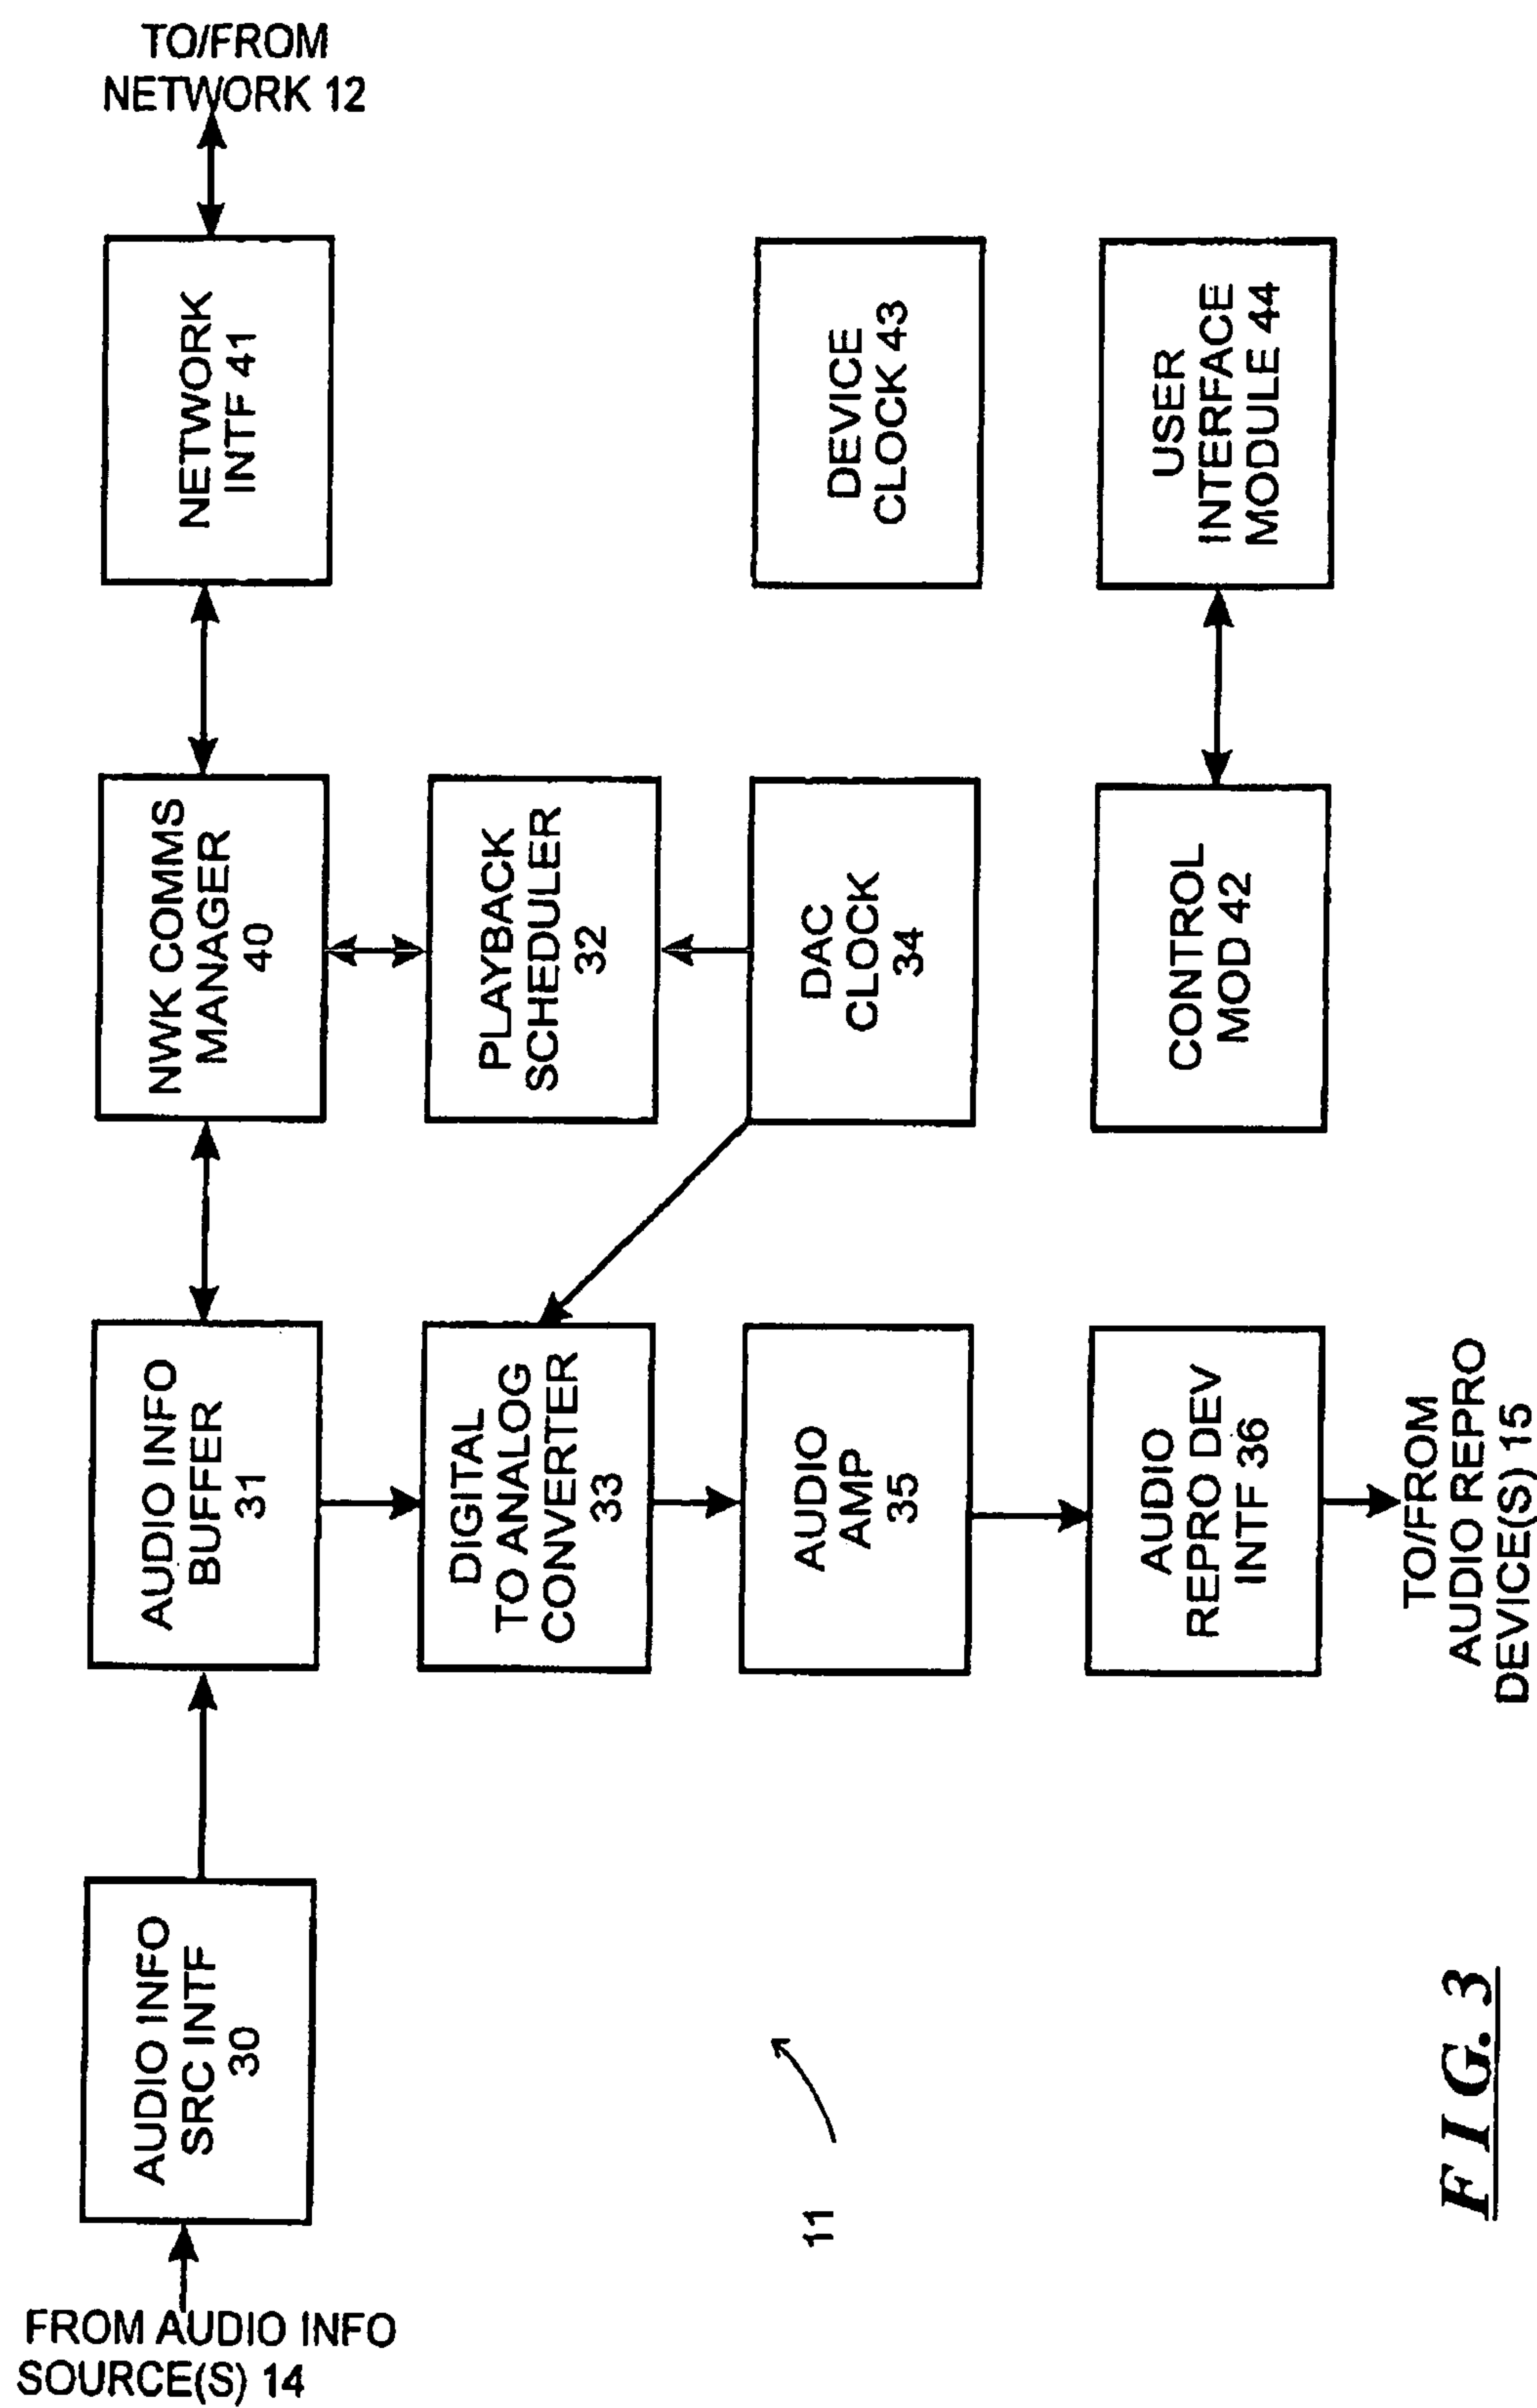 FROM AUDIO INFO
SOURCE(S) 14
AUDIO INFO
SRC INTF
30
AUDIO INFO
BUFFER
31
NWK COMMS
MANAGER
40
NETWORK
INTF 41
TO/FROM
NETWORK 12
DIGITAL
TO ANALOG
CONVERTER
33
PLAYBACK
SCHEDULER
32
AUDIO
AMP
35
DAC
CLOCK
34
DEVICE
CLOCK 43
11
AUDIO
REPRO DEV
INTF 36
CONTROL
MOD 42
USER
INTERFACE
MODULE 44
TO/FROM
AUDIO REPRO
DEVICE(S) 15
FIG. 3